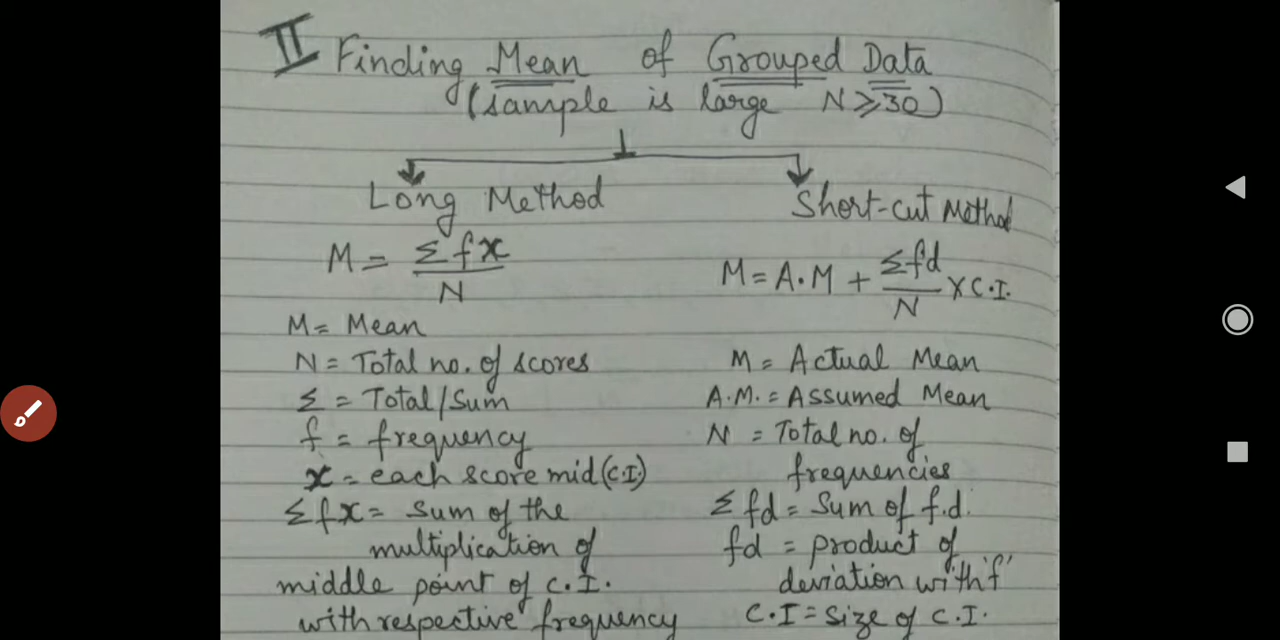 II Finding Mean of Grouped Data
(sample is large N ≥ 30)
Long Method
M = Σfx / N
M = Mean
N = Total no. of scores
Σ = Total/Sum
f = frequency
x = each score mid (C.I)
Σfx = Sum of the
multiplication of
middle point of C.I.
with respective frequency
Short-cut Method
M = A.M + Σfd / N × C.I.
M = Actual Mean
A.M. = Assumed Mean
N = Total no. of
frequencies
Σfd = Sum of f.d.
fd = product of
deviation with 'f'
C.I = Size of C.I.